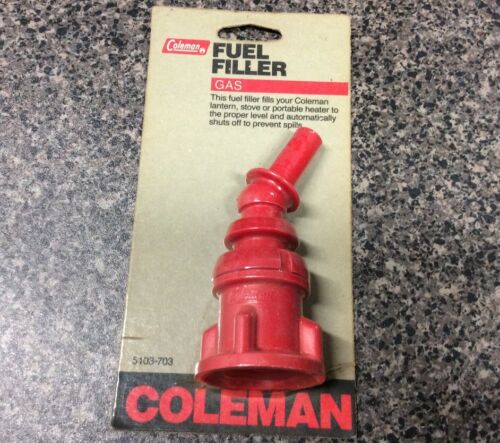 Coleman
FUEL
FILLER
GAS
This fuel filler fills your Coleman
lantern, stove or portable heater to
the proper level and automatically
shuts off to prevent spills.
5103-703
COLEMAN